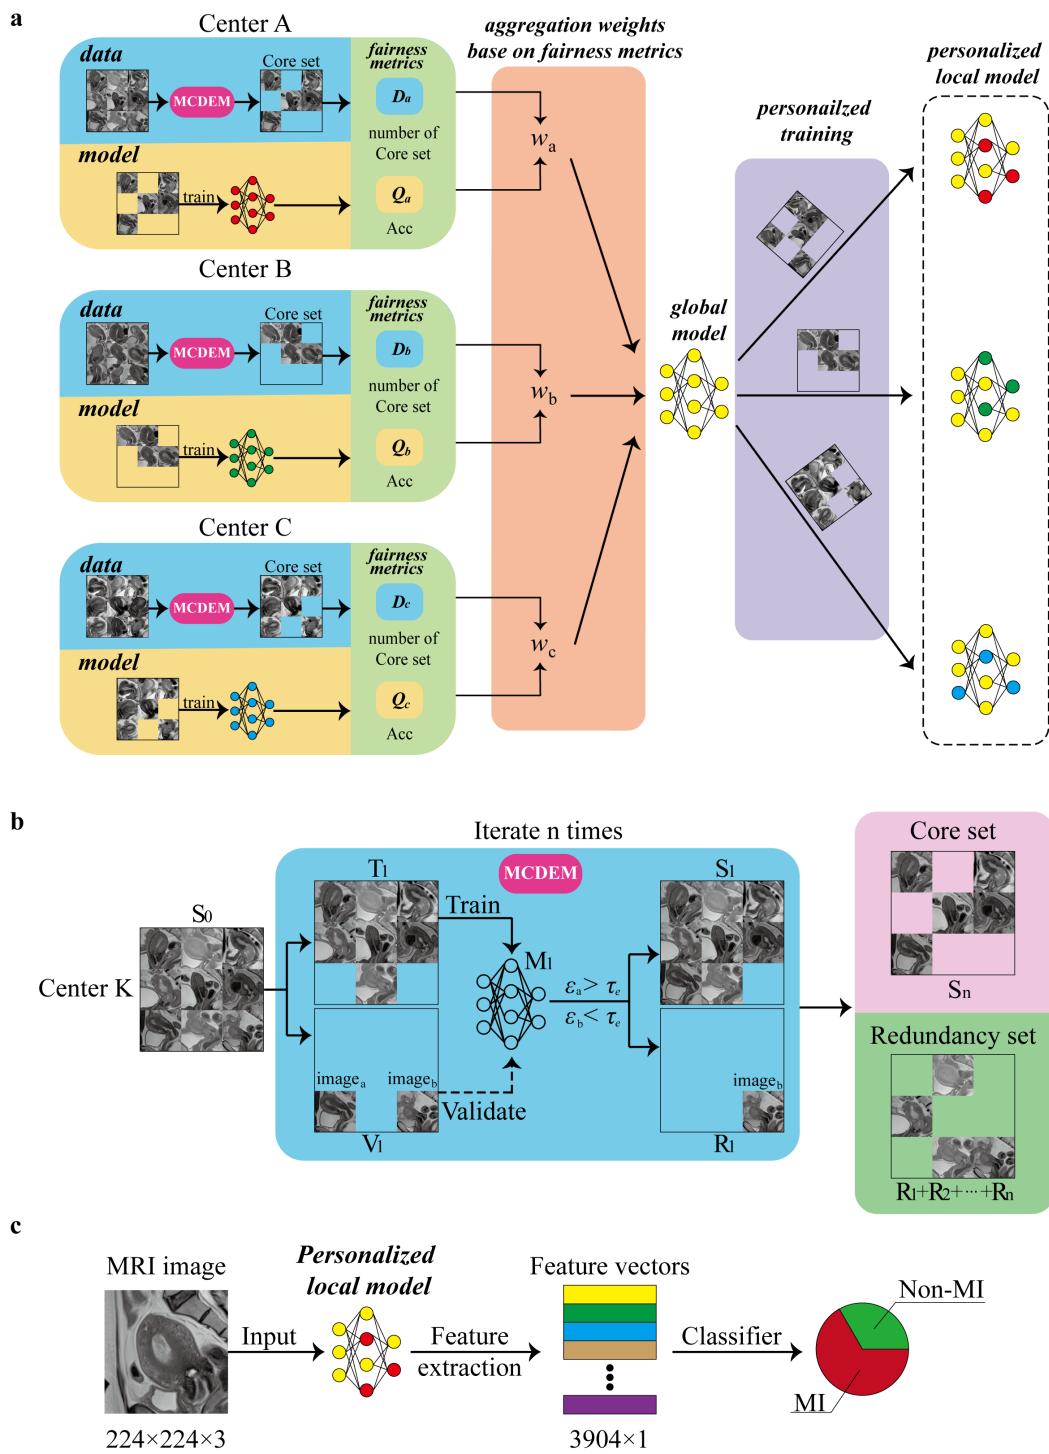 a
Center A
data
Core set
MCDEM
model
train
fairness
metrics
Da
number of
Core set
Qa
Acc
Center B
data
Core set
MCDEM
model
train
fairness
metrics
Db
number of
Core set
Qb
Acc
Center C
data
Core set
MCDEM
model
train
fairness
metrics
Dc
number of
Core set
Qc
Acc
aggregation weights
base on fairness metrics
wa
wb
wc
global
model
personailzed
training
personalized
local model
b
Iterate n times
MCDEM
Center K
S0
T1
Train
M1
εa> τe
εb< τe
imagea
imageb
Validate
V1
S1
imageb
R1
Core set
Sn
Redundancy set
R1+R2+···+Rn
c
MRI image
224×224×3
Input
Personalized
local model
Feature
extraction
Feature vectors
3904×1
Classifier
Non-MI
MI